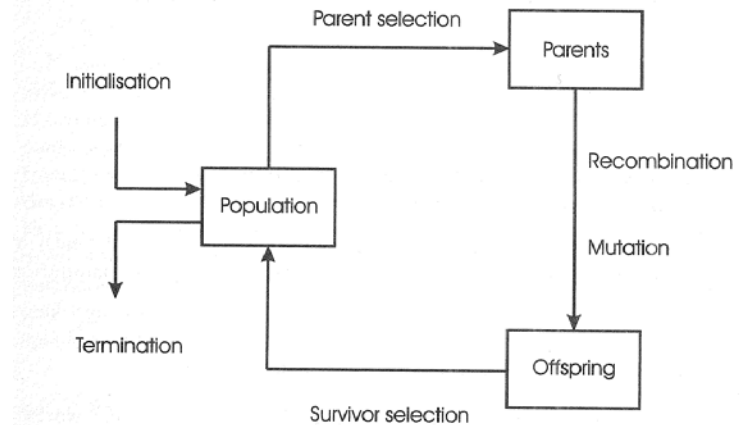 Parent selection
Parents
Initialisation
Recombination
Population
Mutation
Termination
Offspring
Survivor selection